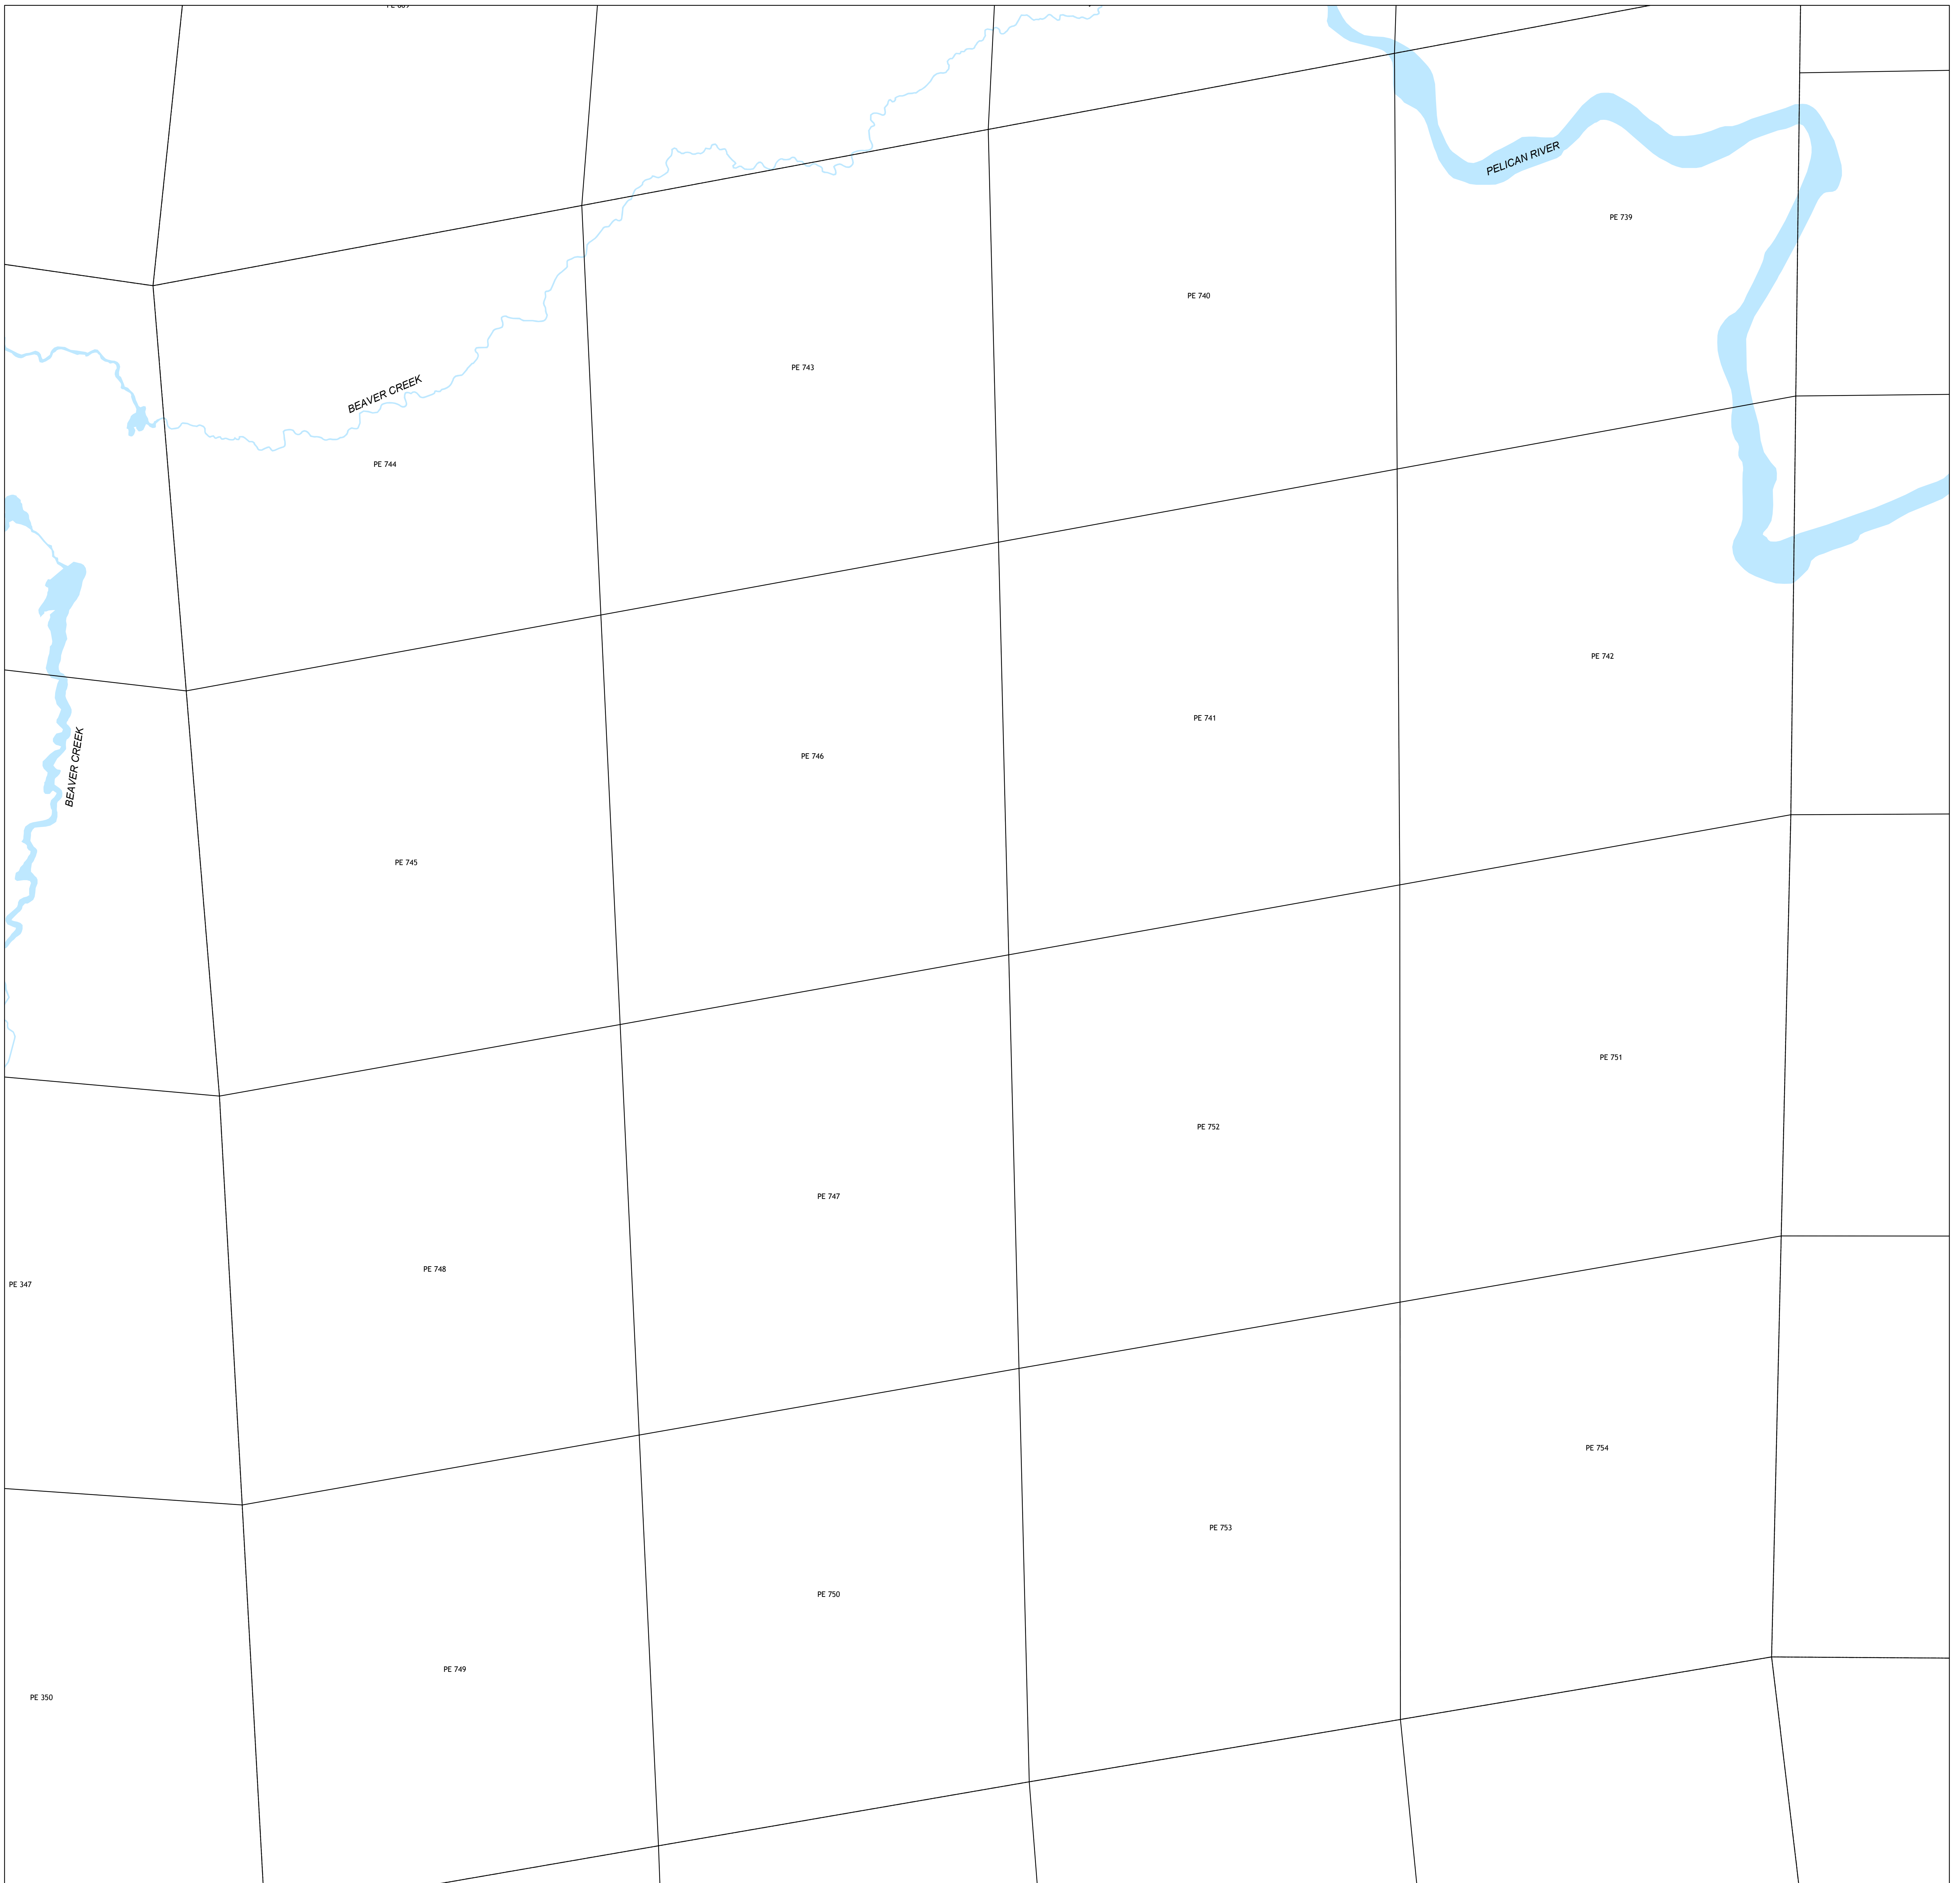 PELICAN RIVER
PE 739
PE 740
PE 743
BEAVER CREEK
PE 744
PE 742
PE 741
PE 746
BEAVER CREEK
PE 745
PE 751
PE 752
PE 747
PE 748
PE 347
PE 754
PE 753
PE 750
PE 749
PE 350